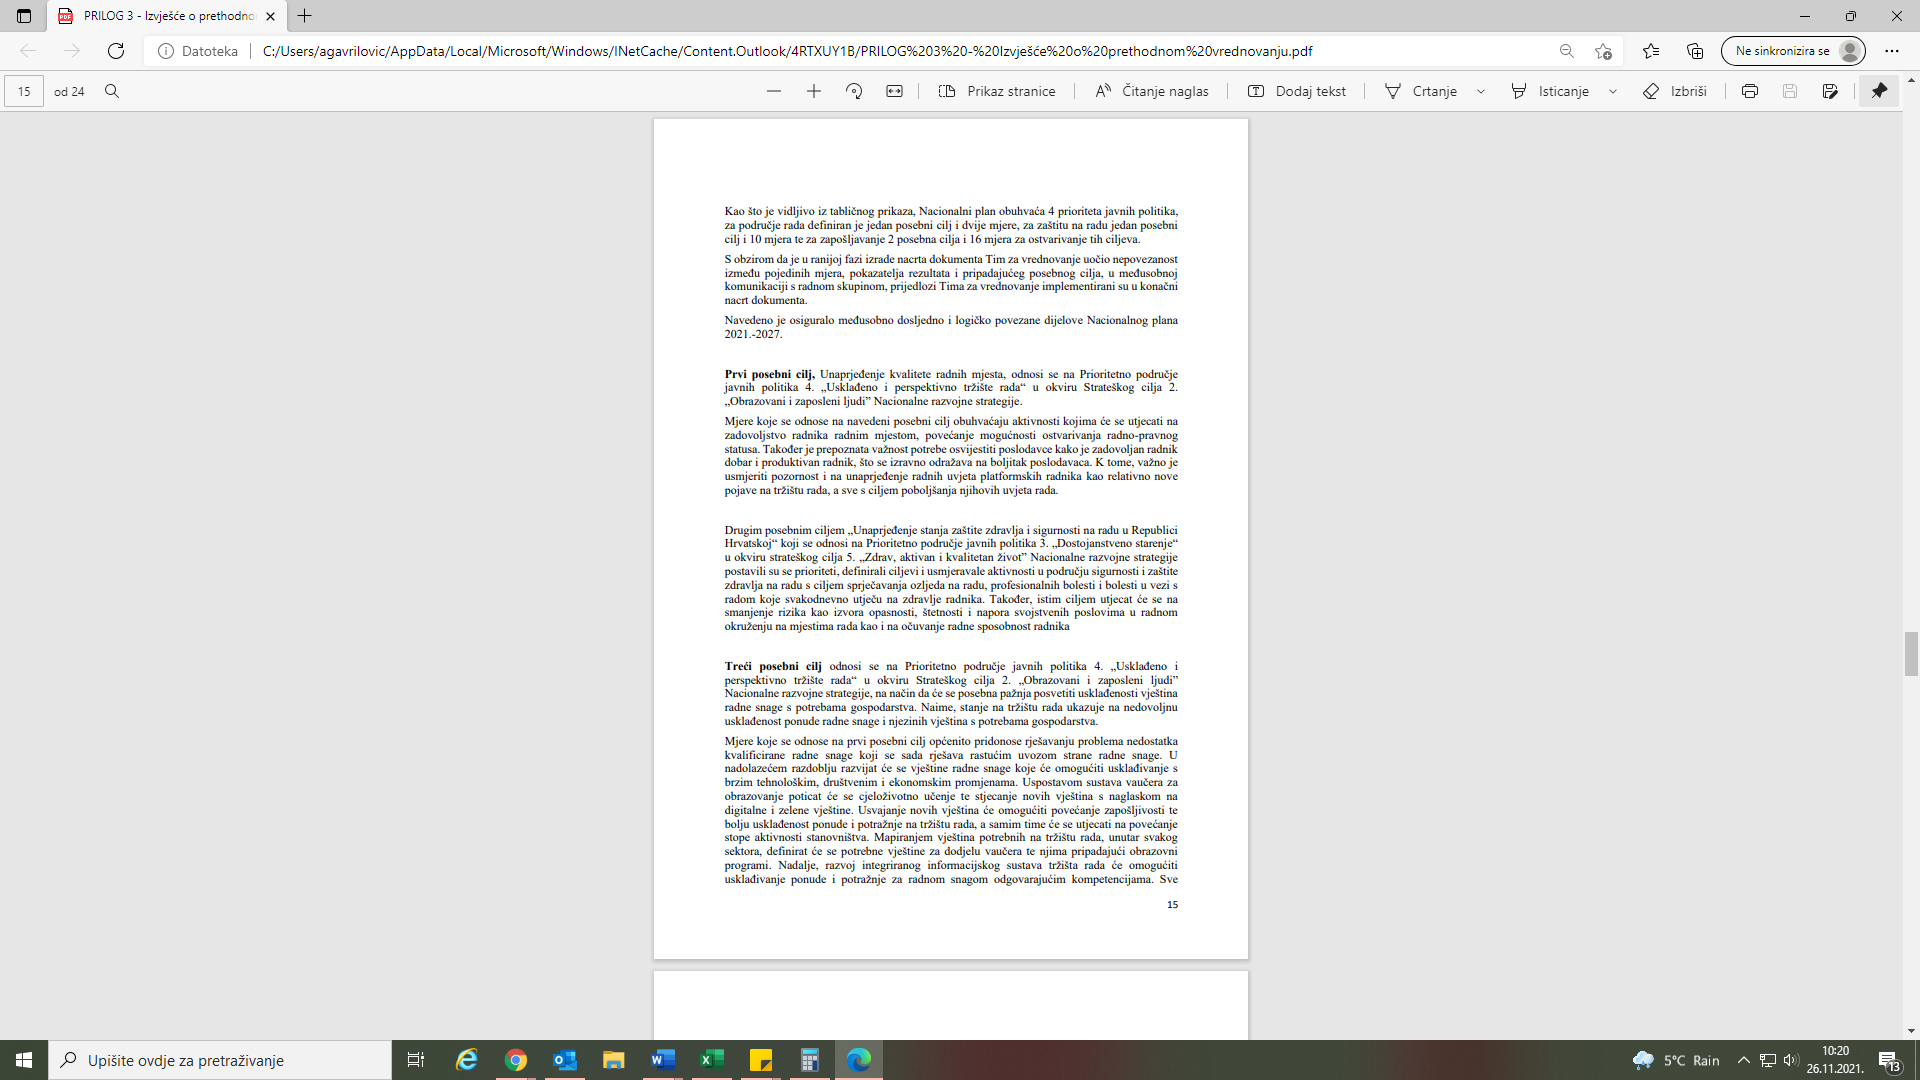 PRILOG 3 - Izvješće o prethodno
Datoteka
C:/Users/agavrilovic/AppData/Local/Microsoft/Windows/INetCache/Content.Outlook/4RTXUY1B/PRILOG%203%20-%20Izvješće%20o%20prethodnom%20vrednovanju.pdf
Ne sinkronizira se
15 od 24
Prikaz stranice
Čitanje naglas
Dodaj tekst
Crtanje
Isticanje
Izbriši
Kao što je vidljivo iz tabličnog prikaza, Nacionalni plan obuhvaća 4 prioriteta javnih politika,
za područje rada definiran je jedan posebni cilj i dvije mjere, za zaštitu na radu jedan posebni
cilj i 10 mjera te za zapošljavanje 2 posebna cilja i 16 mjera za ostvarivanje tih ciljeva.
S obzirom da je u ranijoj fazi izrade nacrta dokumenta Tim za vrednovanje uočio nepovezanost
između pojedinih mjera, pokazatelja rezultata i pripadajućeg posebnog cilja, u međusobnoj
komunikaciji s radnom skupinom, prijedlozi Tima za vrednovanje implementirani su u konačni
nacrt dokumenta.
Navedeno je osiguralo međusobno dosljedno i logičko povezane dijelove Nacionalnog plana
2021.-2027.
Prvi posebni cilj, Unaprjeđenje kvalitete radnih mjesta, odnosi se na Prioritetno područje
javnih politika 4. „Usklađeno i perspektivno tržište rada“ u okviru Strateškog cilja 2.
„Obrazovani i zaposleni ljudi” Nacionalne razvojne strategije.
Mjere koje se odnose na navedeni posebni cilj obuhvaćaju aktivnosti kojima će se utjecati na
zadovoljstvo radnika radnim mjestom, povećanje mogućnosti ostvarivanja radno-pravnog
statusa. Također je prepoznata važnost potrebe osvijestiti poslodavce kako je zadovoljan radnik
dobar i produktivan radnik, što se izravno odražava na boljitak poslodavaca. K tome, važno je
usmjeriti pozornost i na unaprjeđenje radnih uvjeta platformskih radnika kao relativno nove
pojave na tržištu rada, a sve s ciljem poboljšanja njihovih uvjeta rada.
Drugim posebnim ciljem „Unaprjeđenje stanja zaštite zdravlja i sigurnosti na radu u Republici
Hrvatskoj“ koji se odnosi na Prioritetno područje javnih politika 3. „Dostojanstveno starenje“
u okviru strateškog cilja 5. „Zdrav, aktivan i kvalitetan život” Nacionalne razvojne strategije
postavili su se prioriteti, definirali ciljevi i usmjeravale aktivnosti u području sigurnosti i zaštite
zdravlja na radu s ciljem sprječavanja ozljeda na radu, profesionalnih bolesti i bolesti u vezi s
radom koje svakodnevno utječu na zdravlje radnika. Također, istim ciljem utjecat će se na
smanjenje rizika kao izvora opasnosti, štetnosti i napora svojstvenih poslovima u radnom
okruženju na mjestima rada kao i na očuvanje radne sposobnost radnika
Treći posebni cilj odnosi se na Prioritetno područje javnih politika 4. „Usklađeno i
perspektivno tržište rada“ u okviru Strateškog cilja 2. „Obrazovani i zaposleni ljudi”
Nacionalne razvojne strategije, na način da će se posebna pažnja posvetiti usklađenosti vještina
radne snage s potrebama gospodarstva. Naime, stanje na tržištu rada ukazuje na nedovoljnu
usklađenost ponude radne snage i njezinih vještina s potrebama gospodarstva.
Mjere koje se odnose na prvi posebni cilj općenito pridonose rješavanju problema nedostatka
kvalificirane radne snage koji se sada rješava rastućim uvozom strane radne snage. U
nadolazećem razdoblju razvijat će se vještine radne snage koje će omogućiti usklađivanje s
brzim tehnološkim, društvenim i ekonomskim promjenama. Uspostavom sustava vaučera za
obrazovanje poticat će se cjeloživotno učenje te stjecanje novih vještina s naglaskom na
digitalne i zelene vještine. Usvajanje novih vještina će omogućiti povećanje zapošljivosti te
bolju usklađenost ponude i potražnje na tržištu rada, a samim time će se utjecati na povećanje
stope aktivnosti stanovništva. Mapiranjem vještina potrebnih na tržištu rada, unutar svakog
sektora, definirat će se potrebne vještine za dodjelu vaučera te njima pripadajući obrazovni
programi. Nadalje, razvoj integriranog informacijskog sustava tržišta rada će omogućiti
usklađivanje ponude i potražnje za radnom snagom odgovarajućim kompetencijama. Sve
15
Upišite ovdje za pretraživanje
5°C Rain
10:20
26.11.2021.
13